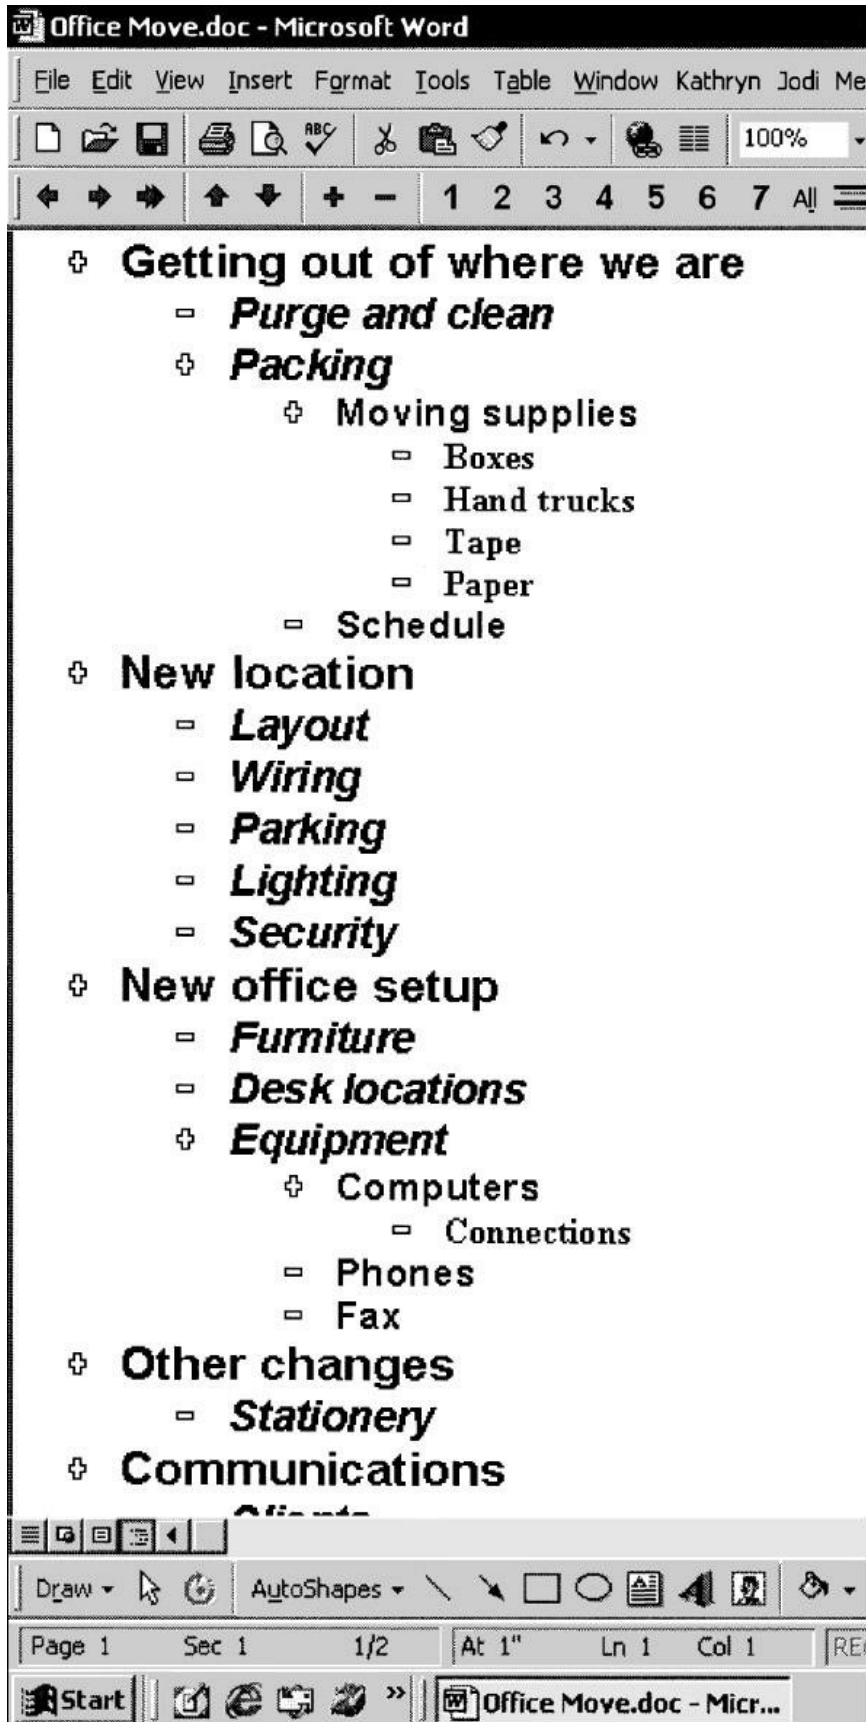 Office Move.doc - Microsoft Word
File Edit View Insert Format Tools Table Window Kathryn Jodi Me
ABC 100%
1 2 3 4 5 6 7 All
Getting out of where we are
Purge and clean
Packing
Moving supplies
Boxes
Hand trucks
Tape
Paper
Schedule
New location
Layout
Wiring
Parking
Lighting
Security
New office setup
Furniture
Desk locations
Equipment
Computers
Connections
Phones
Fax
Other changes
Stationery
Communications
Clients
Draw AutoShapes
Page 1 Sec 1 1/2 At 1" Ln 1 Col 1 REC
Start » Office Move.doc - Micr...